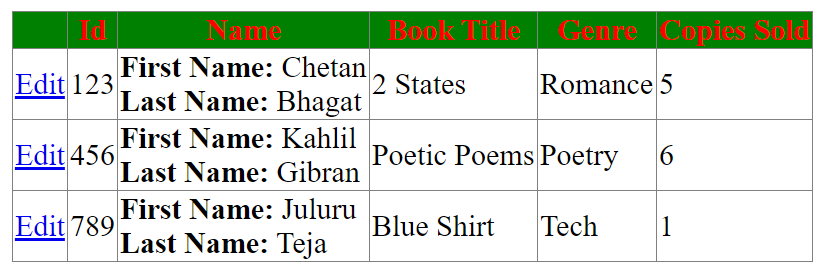 Id Name Book Title Genre Copies Sold
Edit 123 First Name: Chetan 2 States Romance 5
Last Name: Bhagat
Edit 456 First Name: Kahlil Poetic Poems Poetry 6
Last Name: Gibran
Edit 789 First Name: Juluru Blue Shirt Tech 1
Last Name: Teja